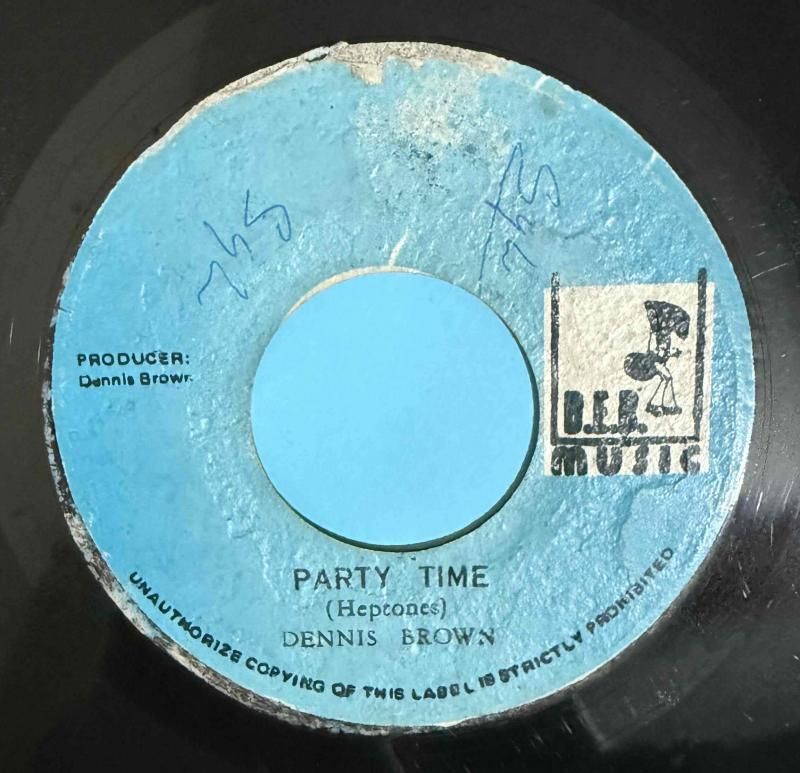 PRODUCER:
Dennis Brown
D.E.B.
MUSIC
PARTY TIME
(Heptones)
DENNIS BROWN
UNAUTHORIZE COPYING OF THIS LABEL IS STRICTLY PROHIBITED